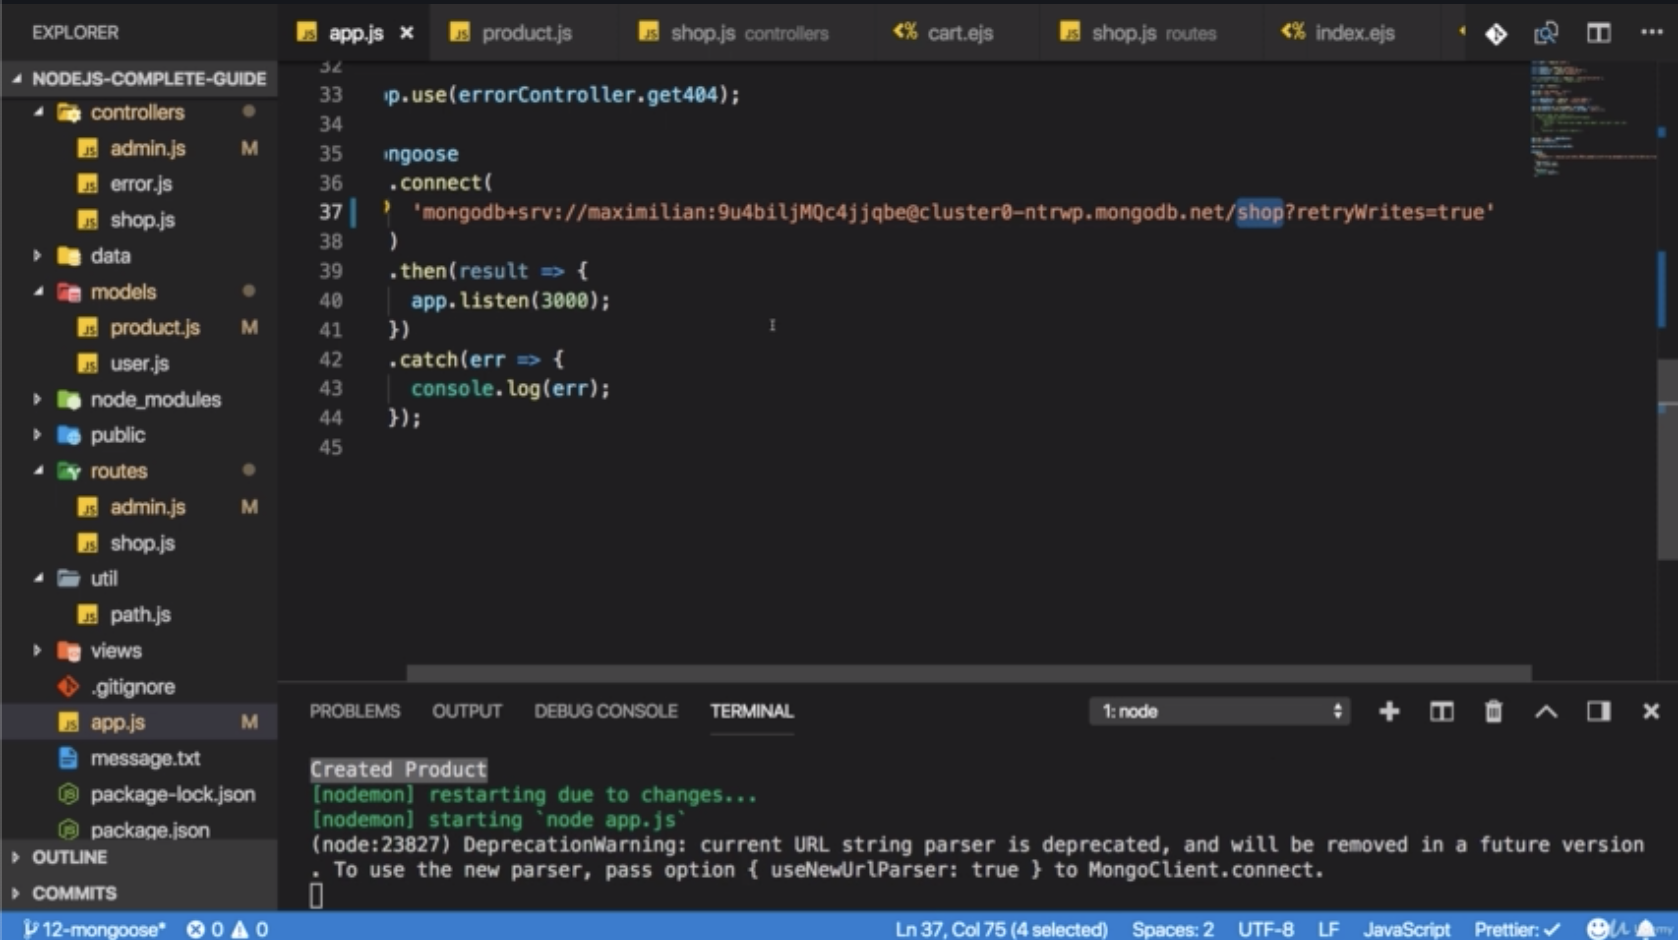 EXPLORER
NODEJS-COMPLETE-GUIDE
controllers
admin.js M
error.js
shop.js
data
models
product.js M
user.js
node_modules
public
routes
admin.js M
shop.js
util
path.js
views
.gitignore
app.js M
message.txt
package-lock.json
package.json
OUTLINE
COMMITS
app.js product.js shop.js controllers cart.ejs shop.js routes index.ejs
32
33 p.use(errorController.get404);
34
35 ngoose
36 .connect(
37 'mongodb+srv://maximilian:9u4biljMQc4jjqbe@cluster0-ntrwp.mongodb.net/shop?retryWrites=true'
38 )
39 .then(result => {
40 app.listen(3000);
41 })
42 .catch(err => {
43 console.log(err);
44 });
45
PROBLEMS OUTPUT DEBUG CONSOLE TERMINAL 1: node
Created Product
[nodemon] restarting due to changes...
[nodemon] starting `node app.js`
(node:23827) DeprecationWarning: current URL string parser is deprecated, and will be removed in a future version
. To use the new parser, pass option { useNewUrlParser: true } to MongoClient.connect.
12-mongoose* 0 0 Ln 37, Col 75 (4 selected) Spaces: 2 UTF-8 LF JavaScript Prettier: ✓